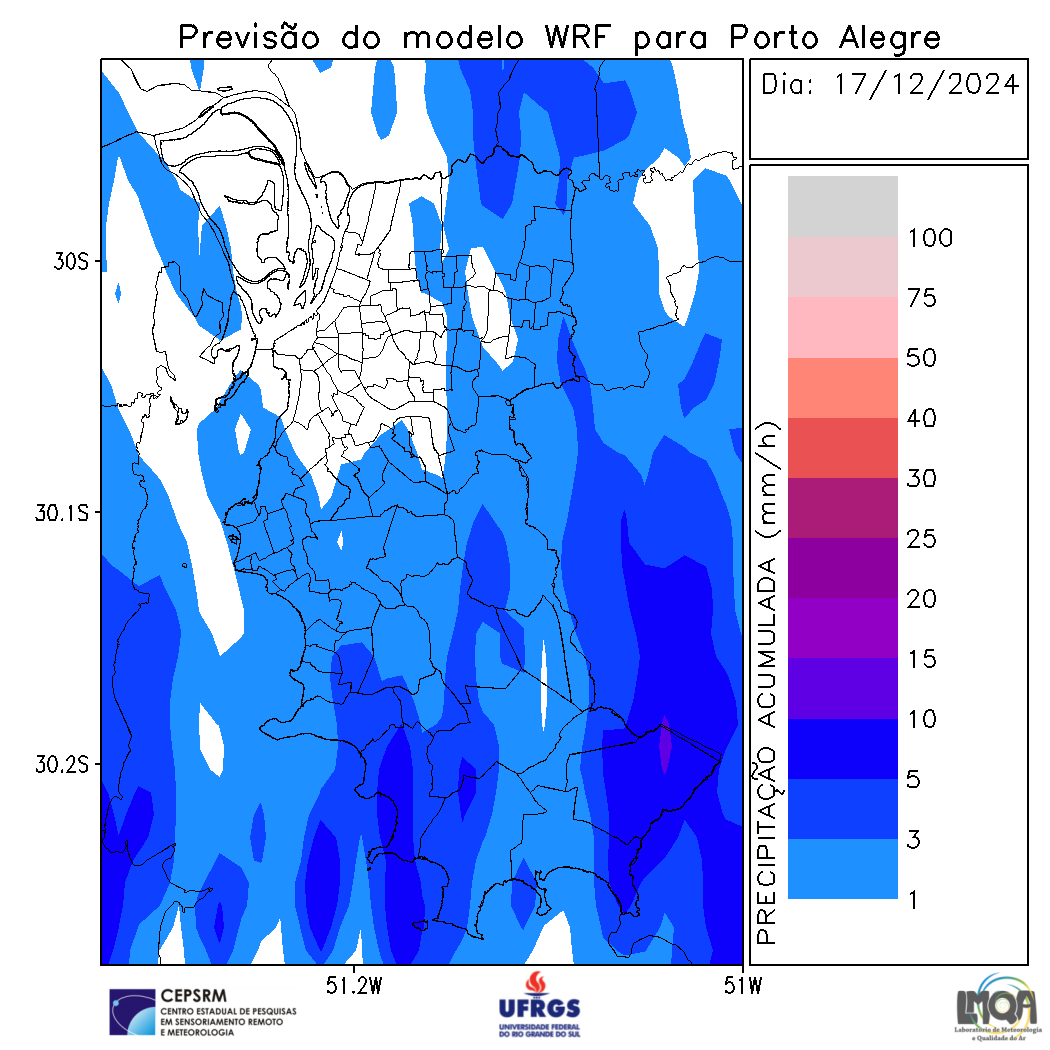 Previsão do modelo WRF para Porto Alegre
Dia: 17/12/2024
30S
30.1S
30.2S
51.2W
51W
PRECIPITAÇÃO ACUMULADA (mm/h)
100
75
50
40
30
25
20
15
10
5
3
1
CEPSRM
CENTRO ESTADUAL DE PESQUISAS
EM SENSORIAMENTO REMOTO
E METEOROLOGIA
UFRGS
UNIVERSIDADE FEDERAL
DO RIO GRANDE DO SUL
LMQA
Laboratório de Meteorologia
e Qualidade do Ar